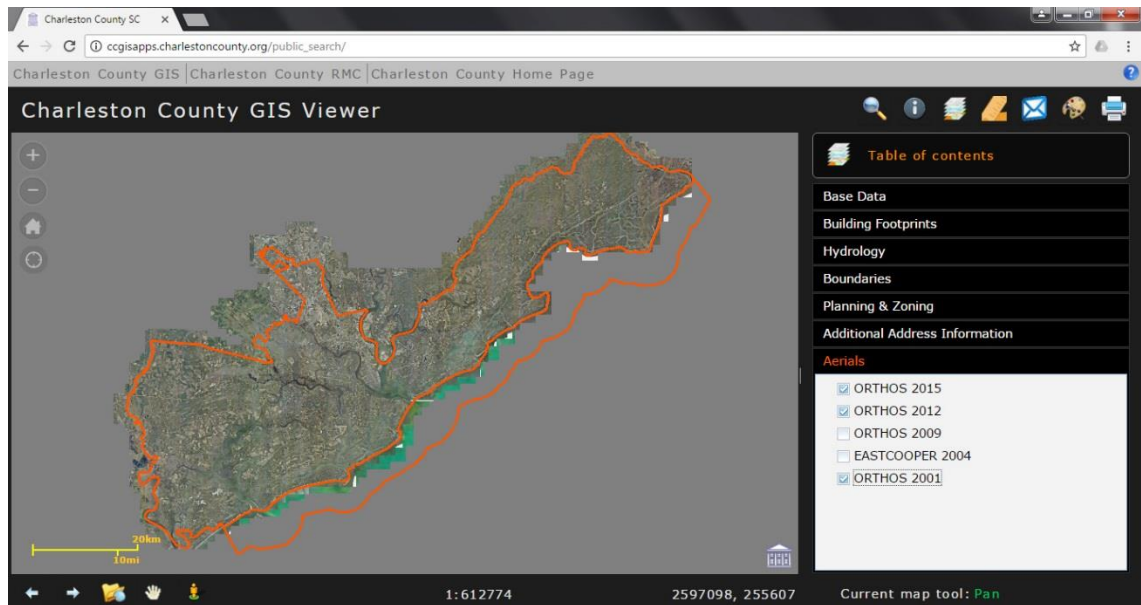 Charleston County SC
ccgisapps.charlestoncounty.org/public_search/
Charleston County GIS Charleston County RMC Charleston County Home Page
Charleston County GIS Viewer
Table of contents
Base Data
Building Footprints
Hydrology
Boundaries
Planning & Zoning
Additional Address Information
Aerials
ORTHOS 2015
ORTHOS 2012
ORTHOS 2009
EASTCOOPER 2004
ORTHOS 2001
20km
10mi
1:612774 2597098, 255607 Current map tool: Pan